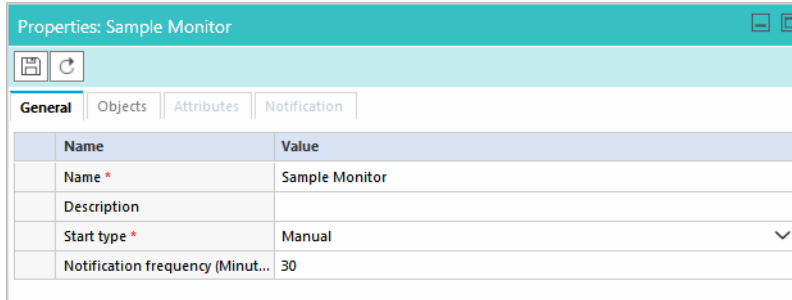 Properties: Sample Monitor
General Objects Attributes Notification
Name Value
Name * Sample Monitor
Description
Start type * Manual
Notification frequency (Minut... 30